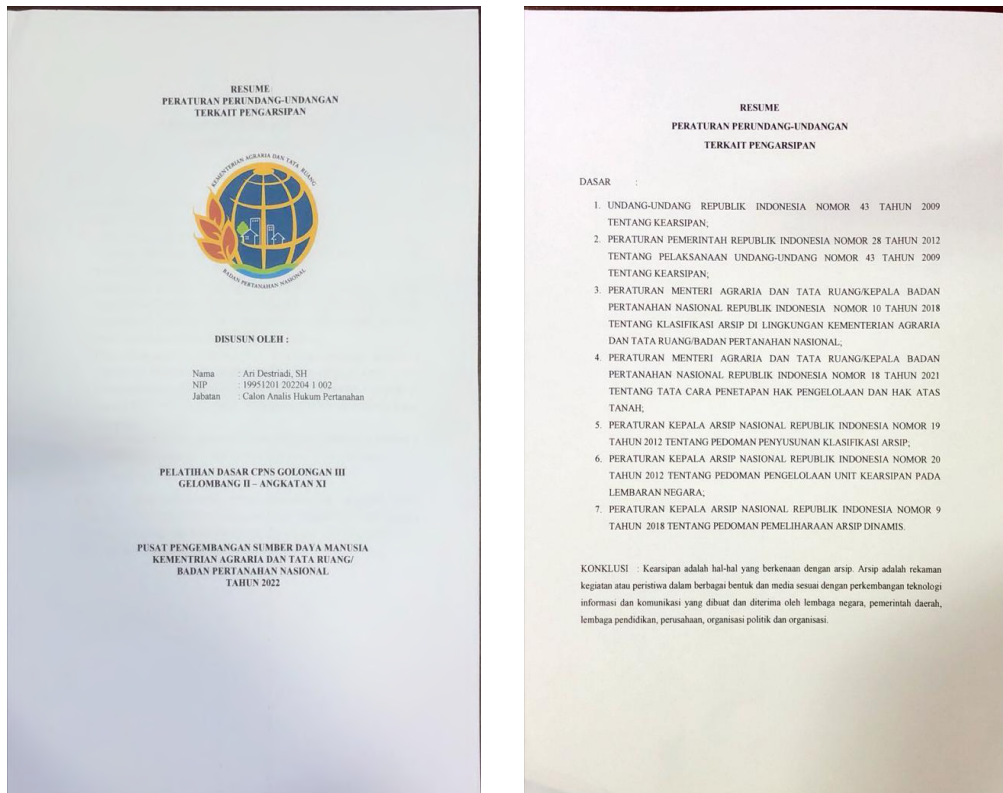 RESUME
PERATURAN PERUNDANG-UNDANGAN
TERKAIT PENGARSIPAN
KEMENTERIAN AGRARIA DAN TATA RUANG
BADAN PERTANAHAN NASIONAL
DISUSUN OLEH :
Nama : Ari Destriadi, SH
NIP : 19951201 202204 1 002
Jabatan : Calon Analis Hukum Pertanahan
PELATIHAN DASAR CPNS GOLONGAN III
GELOMBANG II – ANGKATAN XI
PUSAT PENGEMBANGAN SUMBER DAYA MANUSIA
KEMENTRIAN AGRARIA DAN TATA RUANG/
BADAN PERTANAHAN NASIONAL
TAHUN 2022
RESUME
PERATURAN PERUNDANG-UNDANGAN
TERKAIT PENGARSIPAN
DASAR :
1. UNDANG-UNDANG REPUBLIK INDONESIA NOMOR 43 TAHUN 2009
TENTANG KEARSIPAN;
2. PERATURAN PEMERINTAH REPUBLIK INDONESIA NOMOR 28 TAHUN 2012
TENTANG PELAKSANAAN UNDANG-UNDANG NOMOR 43 TAHUN 2009
TENTANG KEARSIPAN;
3. PERATURAN MENTERI AGRARIA DAN TATA RUANG/KEPALA BADAN
PERTANAHAN NASIONAL REPUBLIK INDONESIA NOMOR 10 TAHUN 2018
TENTANG KLASIFIKASI ARSIP DI LINGKUNGAN KEMENTERIAN AGRARIA
DAN TATA RUANG/BADAN PERTANAHAN NASIONAL;
4. PERATURAN MENTERI AGRARIA DAN TATA RUANG/KEPALA BADAN
PERTANAHAN NASIONAL REPUBLIK INDONESIA NOMOR 18 TAHUN 2021
TENTANG TATA CARA PENETAPAN HAK PENGELOLAAN DAN HAK ATAS
TANAH;
5. PERATURAN KEPALA ARSIP NASIONAL REPUBLIK INDONESIA NOMOR 19
TAHUN 2012 TENTANG PEDOMAN PENYUSUNAN KLASIFIKASI ARSIP;
6. PERATURAN KEPALA ARSIP NASIONAL REPUBLIK INDONESIA NOMOR 20
TAHUN 2012 TENTANG PEDOMAN PENGELOLAAN UNIT KEARSIPAN PADA
LEMBARAN NEGARA;
7. PERATURAN KEPALA ARSIP NASIONAL REPUBLIK INDONESIA NOMOR 9
TAHUN 2018 TENTANG PEDOMAN PEMELIHARAAN ARSIP DINAMIS.
KONKLUSI : Kearsipan adalah hal-hal yang berkenaan dengan arsip. Arsip adalah rekaman
kegiatan atau peristiwa dalam berbagai bentuk dan media sesuai dengan perkembangan teknologi
informasi dan komunikasi yang dibuat dan diterima oleh lembaga negara, pemerintah daerah,
lembaga pendidikan, perusahaan, organisasi politik dan organisasi.